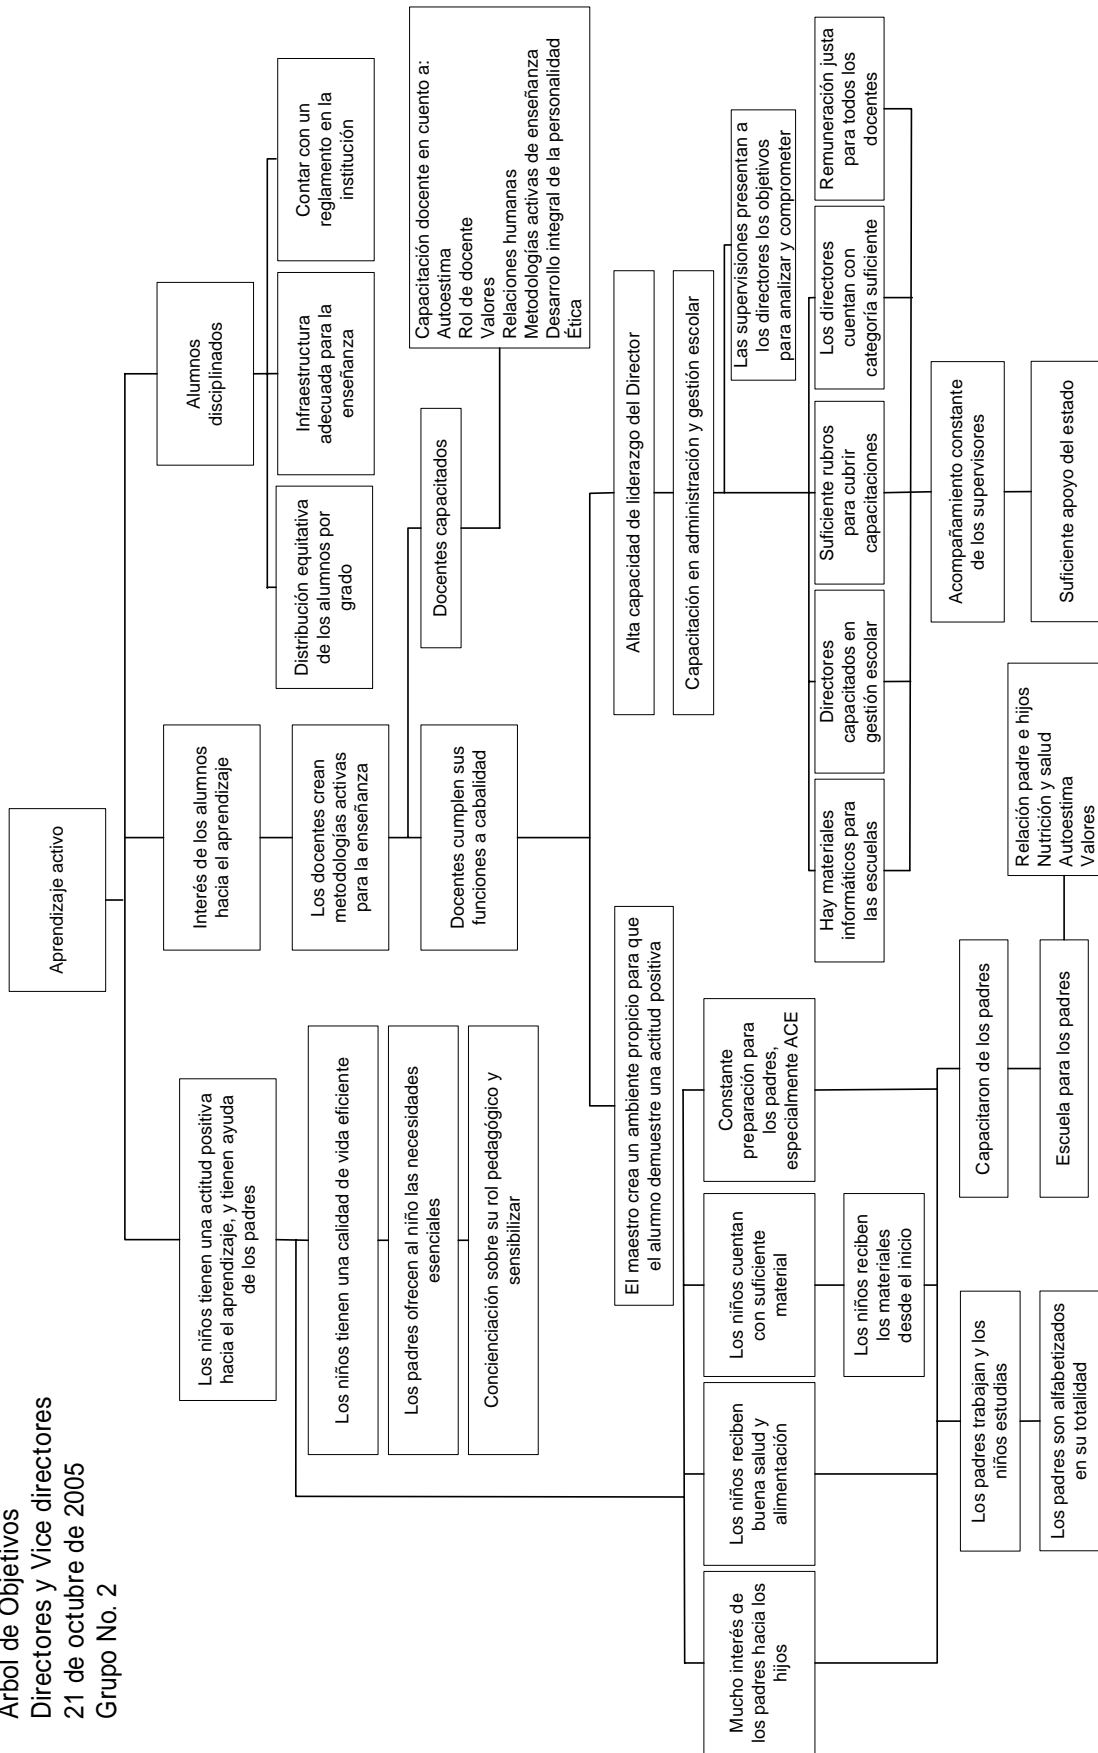 Arbol de Objetivos
Directores y Vice directores
21 de octubre de 2005
Grupo No. 2
Aprendizaje activo
Los niños tienen una actitud positiva
hacia el aprendizaje, y tienen ayuda
de los padres
Interés de los alumnos
hacia el aprendizaje
Alumnos
disciplinados
Los niños tienen una calidad de vida eficiente
Los docentes crean
metodologías activas
para la enseñanza
Distribución equitativa
de los alumnos por
grado
Infraestructura
adecuada para la
enseñanza
Contar con un
reglamento en la
institución
Los padres ofrecen al niño las necesidades
esenciales
Concienciación sobre su rol pedagógico y
sensibilizar
Docentes cumplen sus
funciones a cabalidad
Docentes capacitados
Capacitación docente en cuento a:
Autoestima
Rol de docente
Valores
Relaciones humanas
Metodologías activas de enseñanza
Desarrollo integral de la personalidad
Ética
El maestro crea un ambiente propicio para que
el alumno demuestre una actitud positiva
Alta capacidad de liderazgo del Director
Capacitación en administración y gestión escolar
Las supervisiones presentan a
los directores los objetivos
para analizar y comprometer
Mucho interés de
los padres hacia los
hijos
Los niños reciben
buena salud y
alimentación
Los niños cuentan
con suficiente
material
Constante
preparación para
los padres,
especialmente ACE
Hay materiales
informáticos para
las escuelas
Directores
capacitados en
gestión escolar
Suficiente rubros
para cubrir
capacitaciones
Los directores
cuentan con
categoría suficiente
Remuneración justa
para todos los
docentes
Los niños reciben
los materiales
desde el inicio
Acompañamiento constante
de los supervisores
Suficiente apoyo del estado
Los padres trabajan y los
niños estudias
Los padres son alfabetizados
en su totalidad
Capacitaron de los padres
Escuela para los padres
Relación padre e hijos
Nutrición y salud
Autoestima
Valores